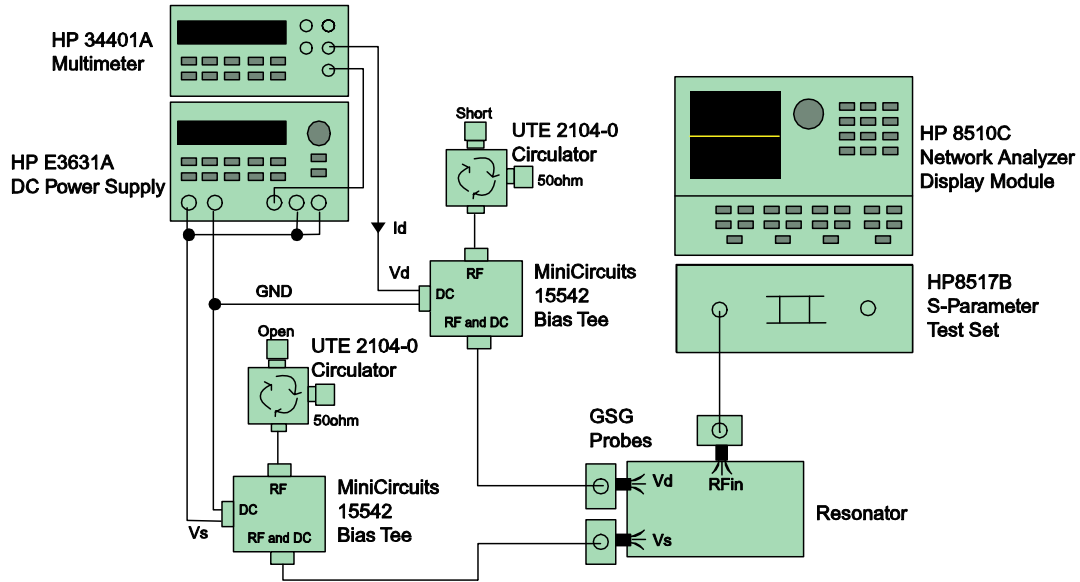 HP 34401A
Multimeter
HP E3631A
DC Power Supply
Short
UTE 2104-0
Circulator
50ohm
HP 8510C
Network Analyzer
Display Module
Id
Vd
GND
RF
DC
RF and DC
MiniCircuits
15542
Bias Tee
HP8517B
S-Parameter
Test Set
Open
UTE 2104-0
Circulator
50ohm
GSG
Probes
RF
DC
RF and DC
Vs
MiniCircuits
15542
Bias Tee
Vd
RFin
Vs
Resonator